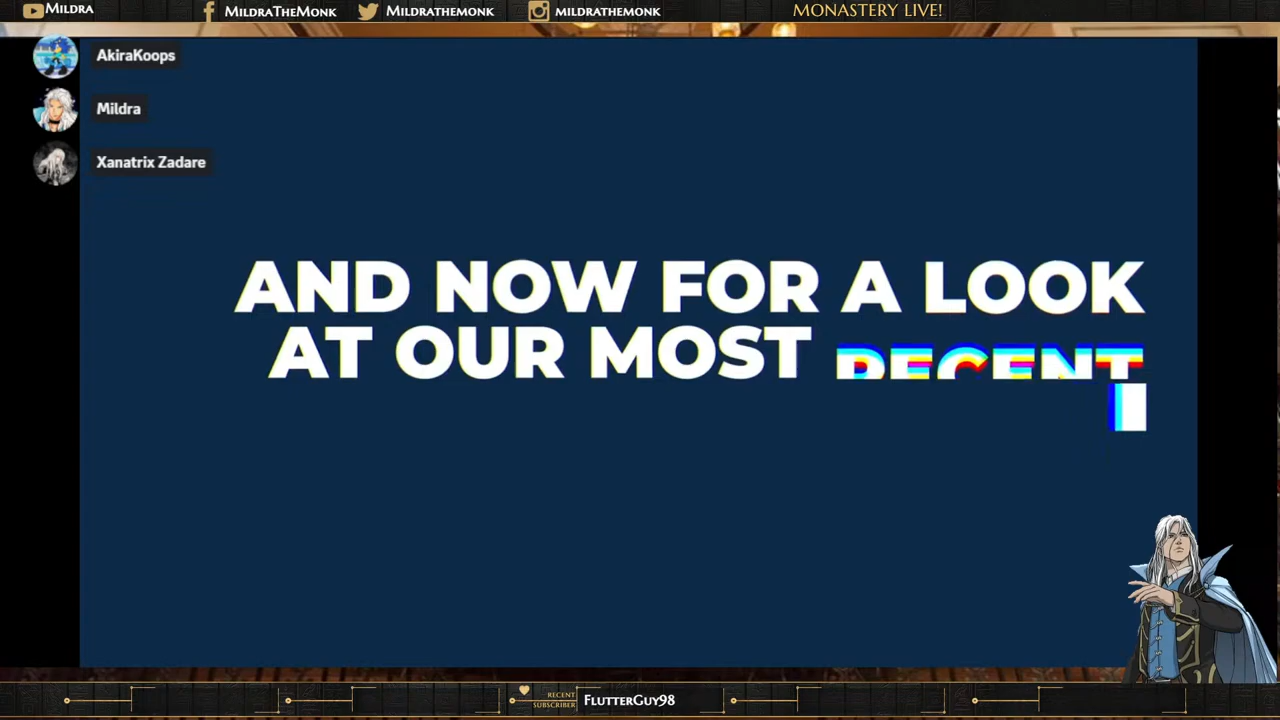 Mildra
MildraTheMonk
Mildrathemonk
mildrathemonk
MONASTERY LIVE!
AkiraKoops
Mildra
Xanatrix Zadare
AND NOW FOR A LOOK
AT OUR MOST RECENT
RECENT
SUBSCRIBER
FlutterGuy98